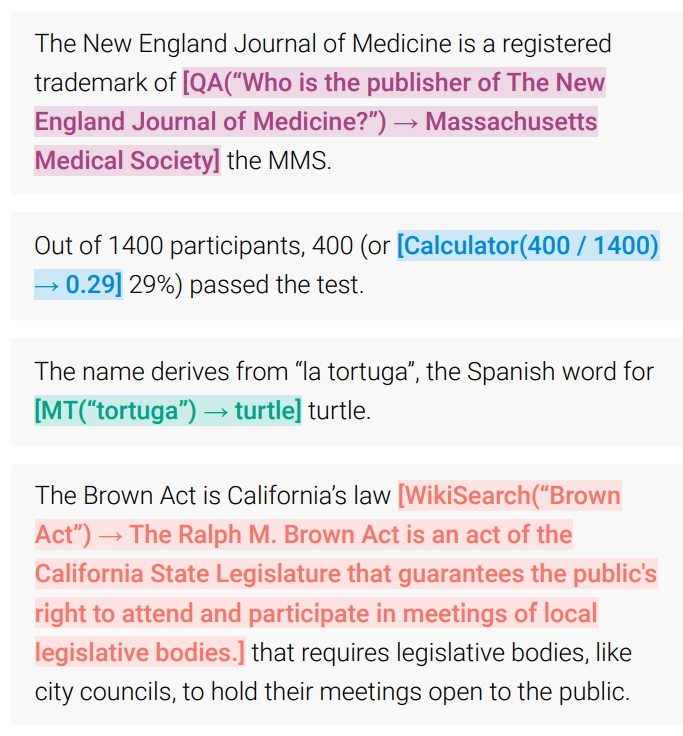 The New England Journal of Medicine is a registered
trademark of [QA(“Who is the publisher of The New
England Journal of Medicine?”) → Massachusetts
Medical Society] the MMS.
Out of 1400 participants, 400 (or [Calculator(400 / 1400)
→ 0.29] 29%) passed the test.
The name derives from “la tortuga”, the Spanish word for
[MT(“tortuga”) → turtle] turtle.
The Brown Act is California’s law [WikiSearch(“Brown
Act”) → The Ralph M. Brown Act is an act of the
California State Legislature that guarantees the public's
right to attend and participate in meetings of local
legislative bodies.] that requires legislative bodies, like
city councils, to hold their meetings open to the public.